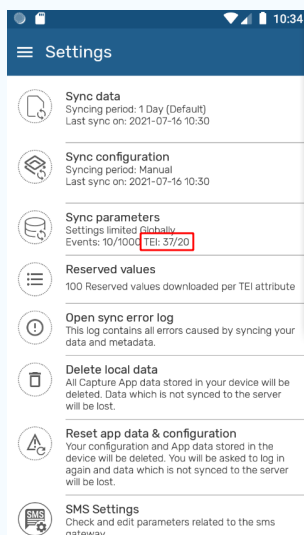 10:34
Settings
Sync data
Syncing period: 1 Day (Default)
Last sync on: 2021-07-16 10:30
Sync configuration
Syncing period: Manual
Last sync on: 2021-07-16 10:30
Sync parameters
Settings limited Globally
Events: 10/1000 TEI: 37/20
Reserved values
100 Reserved values downloaded per TEI attribute
Open sync error log
This log contains all errors caused by syncing your
data and metadata.
Delete local data
All Capture App data stored in your device will be
deleted. Data which is not synced to the server
will be lost.
Reset app data & configuration
Your configuration and App data stored in the
device will be deleted. You will be asked to log in
again and data which is not synced to the server
will be lost.
SMS
SMS Settings
Check and edit parameters related to the sms
gateway